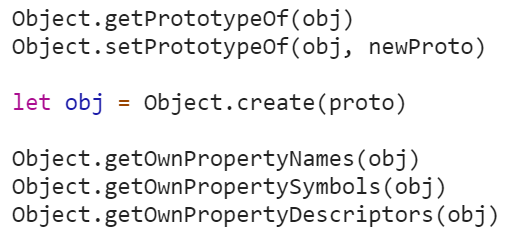 Object.getPrototypeOf(obj)
Object.setPrototypeOf(obj, newProto)
let obj = Object.create(proto)
Object.getOwnPropertyNames(obj)
Object.getOwnPropertySymbols(obj)
Object.getOwnPropertyDescriptors(obj)